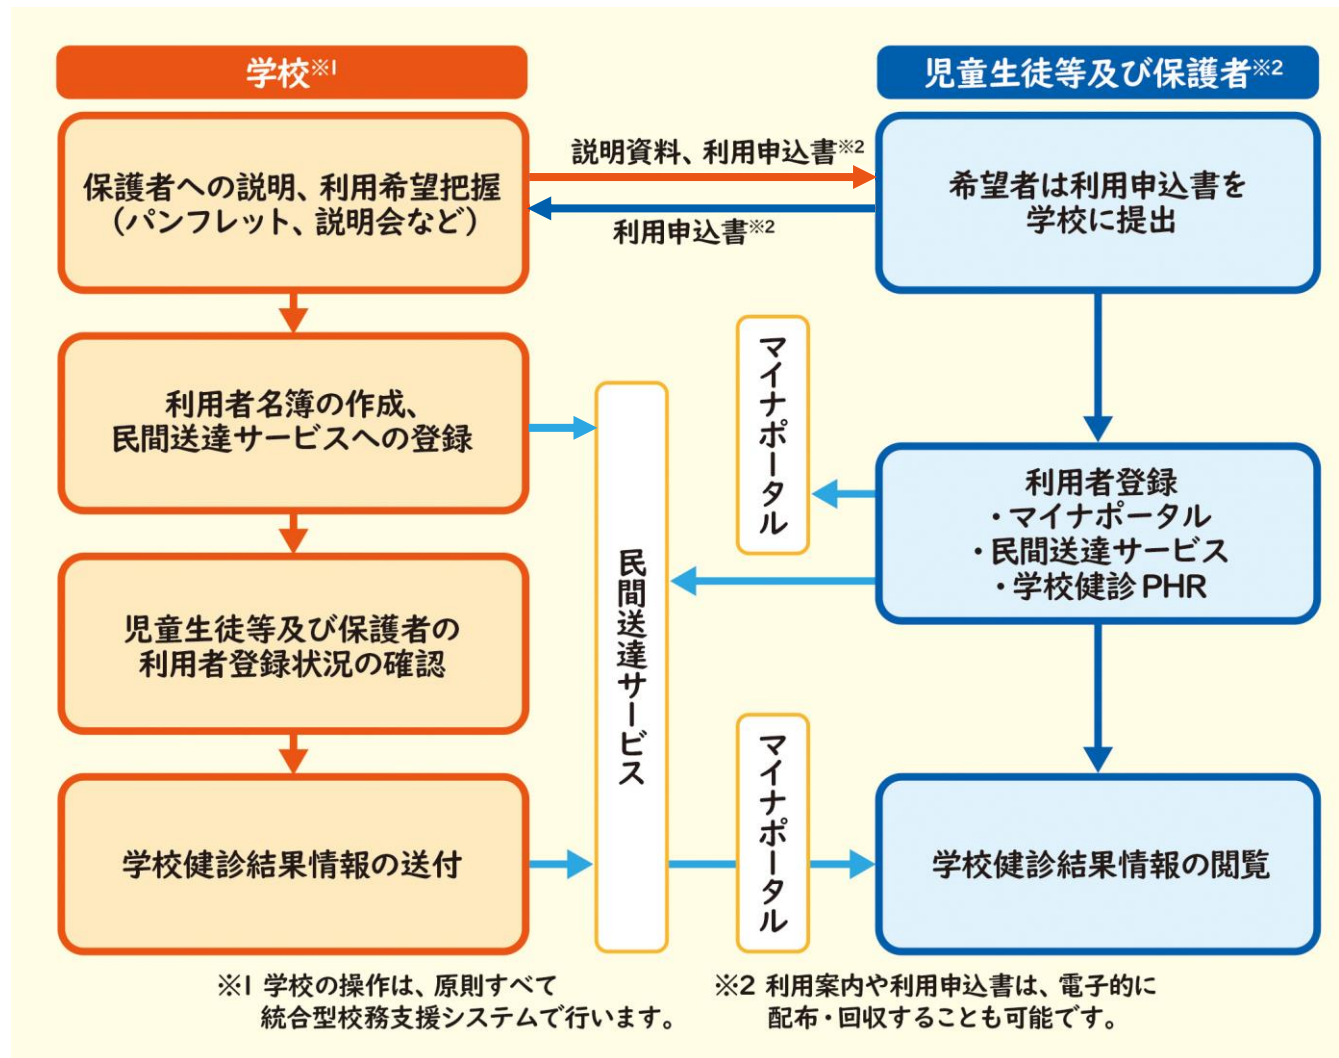 学校※1
児童生徒等及び保護者※2
保護者への説明、利用希望把握
(パンフレット、説明会など)
説明資料、利用申込書※2
利用申込書※2
希望者は利用申込書を
学校に提出
利用者名簿の作成、
民間送達サービスへの登録
民間送達サービス
マイナポータル
利用者登録
・マイナポータル
・民間送達サービス
・学校健診PHR
児童生徒等及び保護者の
利用者登録状況の確認
学校健診結果情報の送付
マイナポータル
学校健診結果情報の閲覧
※1 学校の操作は、原則すべて
統合型校務支援システムで行います。
※2 利用案内や利用申込書は、電子的に
配布・回収することも可能です。